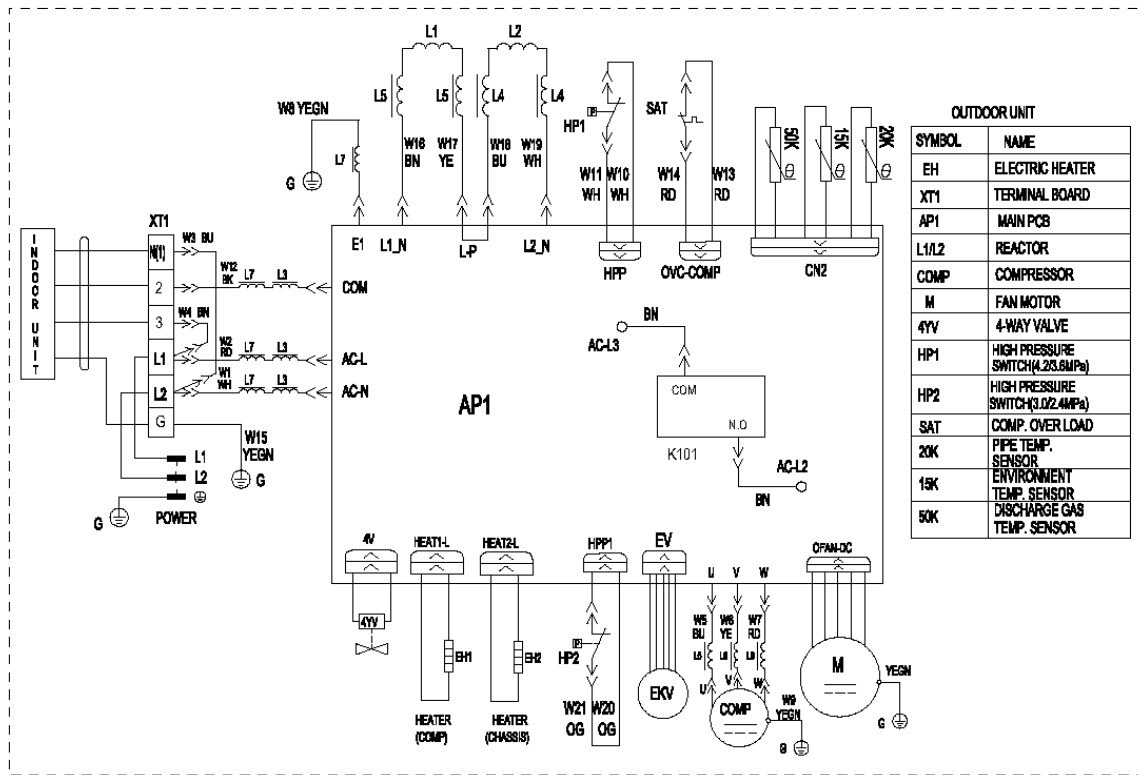 L1
L2
L5
L5
L4
L4
W8 YEGN
L7
G
W16
BN
W17
YE
W18
BU
W19
WH
HP1
P
W11
WH
W10
WH
SAT
W14
RD
W13
RD
50K
θ
15K
θ
20K
θ
E1
L1_N
L-P
L2_N
HPP
OVC-COMP
CN2
OUTDOOR UNIT
SYMBOL NAME
EH ELECTRIC HEATER
XT1 TERMINAL BOARD
AP1 MAIN PCB
L1/L2 REACTOR
COMP COMPRESSOR
M FAN MOTOR
4YV 4-WAY VALVE
HP1 HIGH PRESSURE
SWITCH(4.2/3.6MPa)
HP2 HIGH PRESSURE
SWITCH(3.0/2.4MPa)
SAT COMP. OVER LOAD
20K PIPE TEMP.
SENSOR
15K ENVIRONMENT
TEMP. SENSOR
50K DISCHARGE GAS
TEMP. SENSOR
INDOOR UNIT
XT1
N(1)
2
3
L1
L2
G
W3 BU
W12
BK
L7
L3
COM
W4 BN
W2
RD
L7
L3
AC-L
W1
WH
L7
L3
AC-N
W15
YEGN
G
L1
L2
G
POWER
AP1
BN
AC-L3
COM
N.O
K101
AC-L2
BN
4V
HEAT1-L
HEAT2-L
HPP1
EV
U
V
W
OFAN-DC
4YV
EH1
EH2
HEATER
(COMP)
HEATER
(CHASSIS)
HP2
P
W21
OG
W20
OG
EKV
W5
BU
W6
YE
W7
RD
U
V
W
COMP
W9
YEGN
G
M
YEGN
G